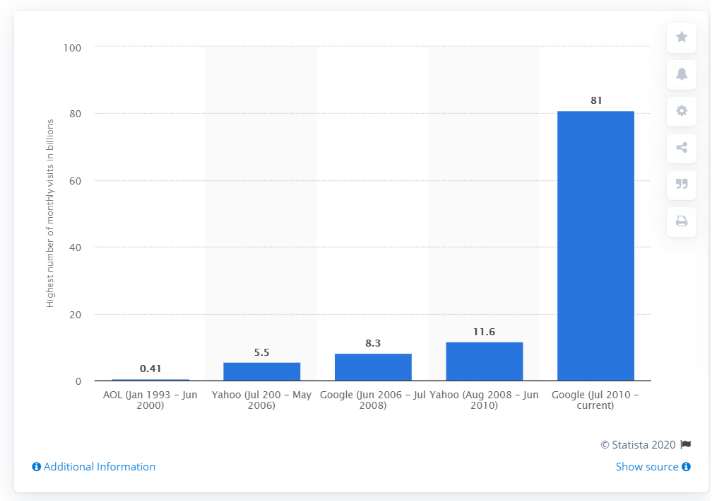 100
80
60
40
20
0
Highest number of monthly visits in billions
0.41
5.5
8.3
11.6
81
AOL (Jan 1993 – Jun
2000)
Yahoo (Jul 200 – May
2006)
Google (Jun 2006 – Jul
2008)
Yahoo (Aug 2008 – Jun
2010)
Google (Jul 2010 –
current)
© Statista 2020
Additional Information
Show source